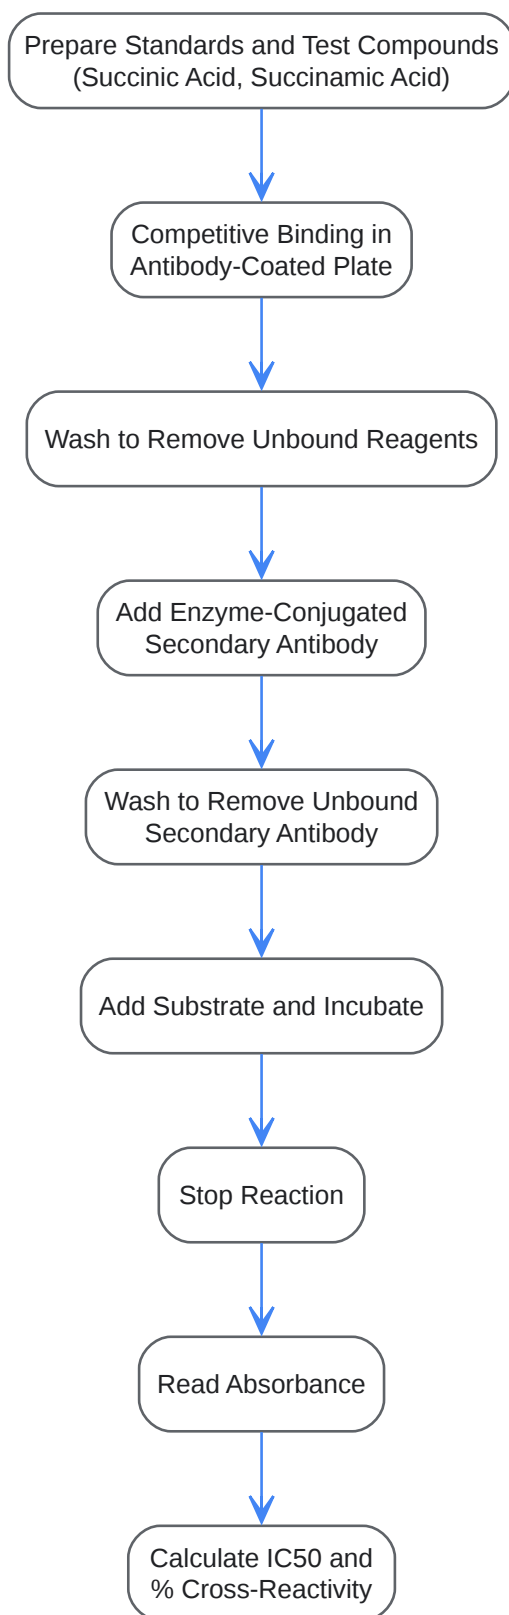 Prepare Standards and Test Compounds
(Succinic Acid, Succinamic Acid)
Competitive Binding in
Antibody-Coated Plate
Wash to Remove Unbound Reagents
Add Enzyme-Conjugated
Secondary Antibody
Wash to Remove Unbound
Secondary Antibody
Add Substrate and Incubate
Stop Reaction
Read Absorbance
Calculate IC50 and
% Cross-Reactivity